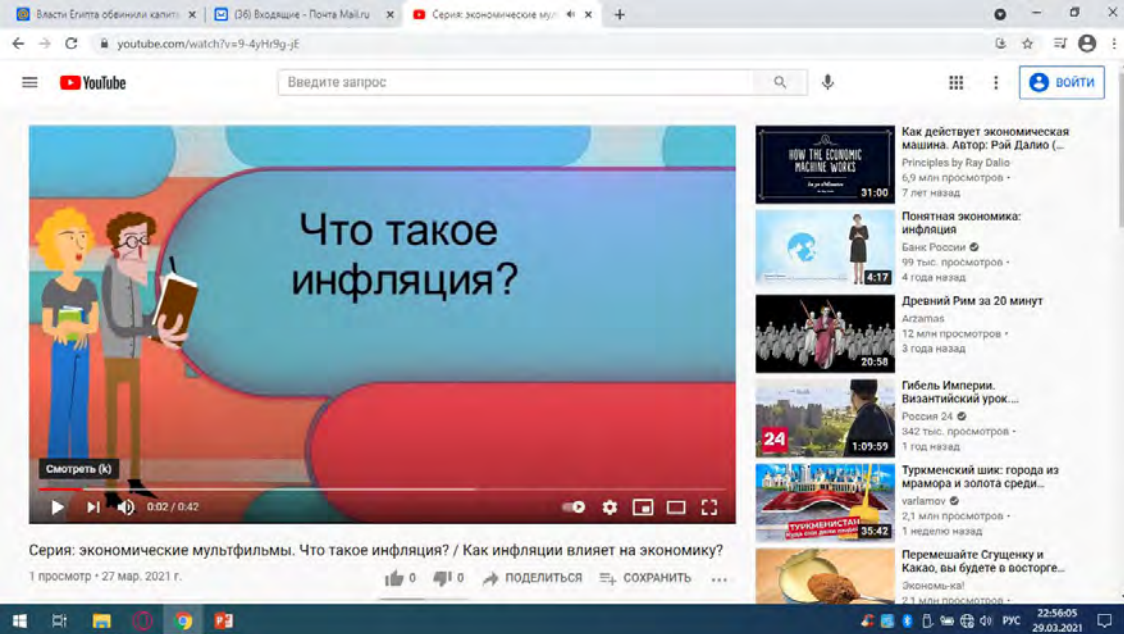 Власти Египта обвинили капит
(36) Входящие - Почта Mail.ru
Серия: экономические мул
youtube.com/watch?v=9-4yHr9g-jE
YouTube
Введите запрос
ВОЙТИ
Что такое
инфляция?
Смотреть (k)
0:02 / 0:42
Серия: экономические мультфильмы. Что такое инфляция? / Как инфляции влияет на экономику?
1 просмотр • 27 мар. 2021 г.
0
0
ПОДЕЛИТЬСЯ
СОХРАНИТЬ
HOW THE ECONOMIC
MACHINE WORKS
31:00
Как действует экономическая
машина. Автор: Рэй Далио (...
Principles by Ray Dalio
6,9 млн просмотров •
7 лет назад
4:17
Понятная экономика:
инфляция
Банк России
99 тыс. просмотров •
4 года назад
20:58
Древний Рим за 20 минут
Arzamas
12 млн просмотров •
3 года назад
24
1:09:59
Гибель Империи.
Византийский урок....
Россия 24
342 тыс. просмотров •
1 год назад
ТУРКМЕНИСТАН
35:42
Туркменский шик: города из
мрамора и золота среди...
varlamov
2,1 млн просмотров •
1 неделю назад
Перемешайте Сгущенку и
Какао, вы будете в восторге...
Экономь-ка!
2,1 млн просмотров •
РУС
22:56:05
29.03.2021